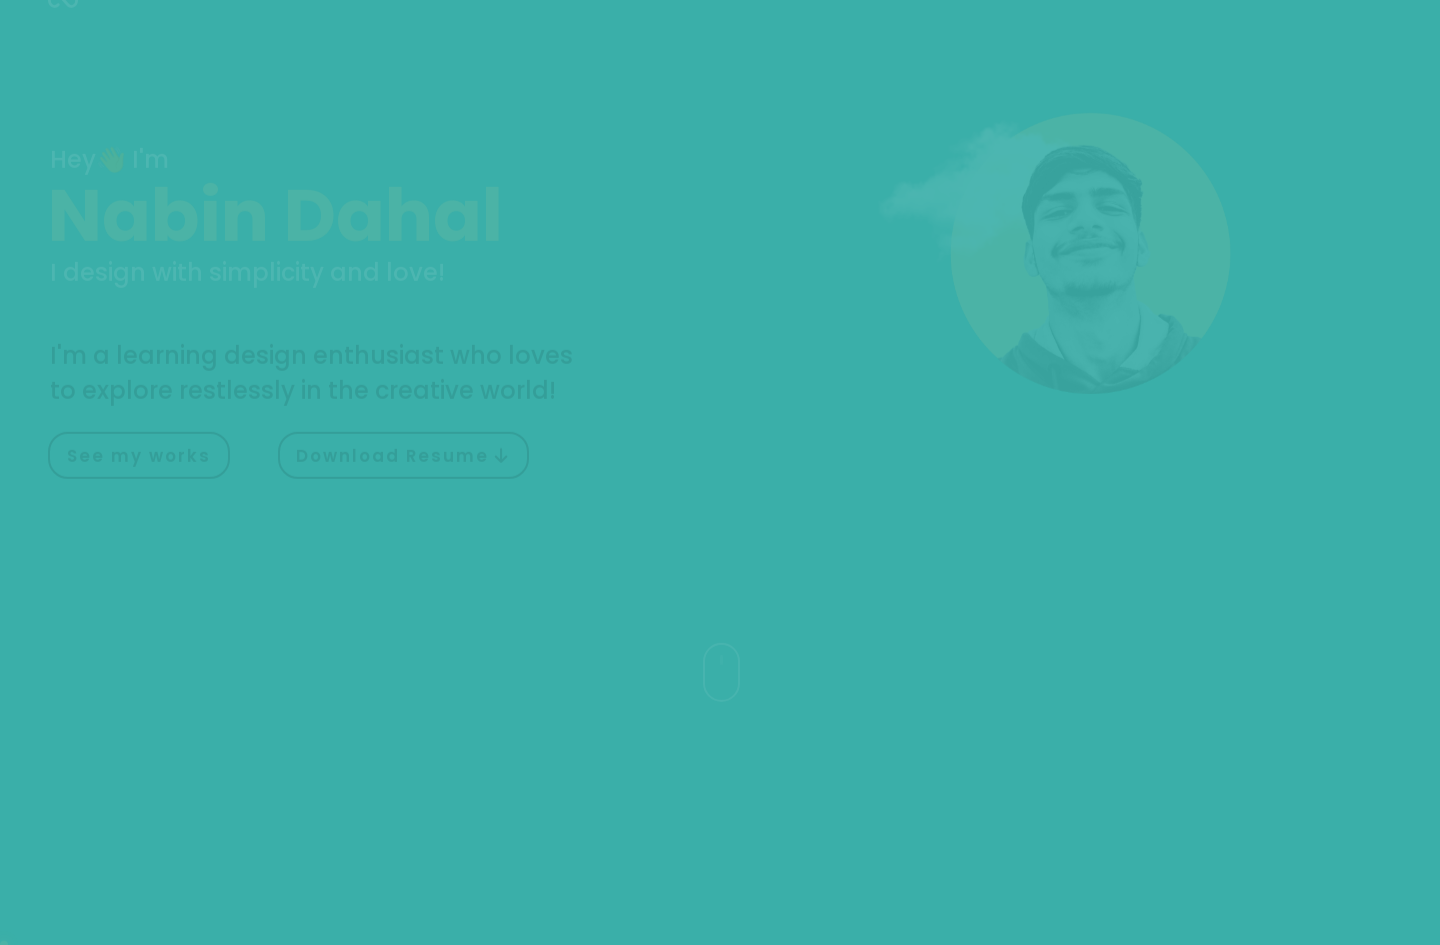 Hey 👋 I'm
Nabin Dahal
I design with simplicity and love!
I'm a learning design enthusiast who loves
to explore restlessly in the creative world!
See my works
Download Resume ↓